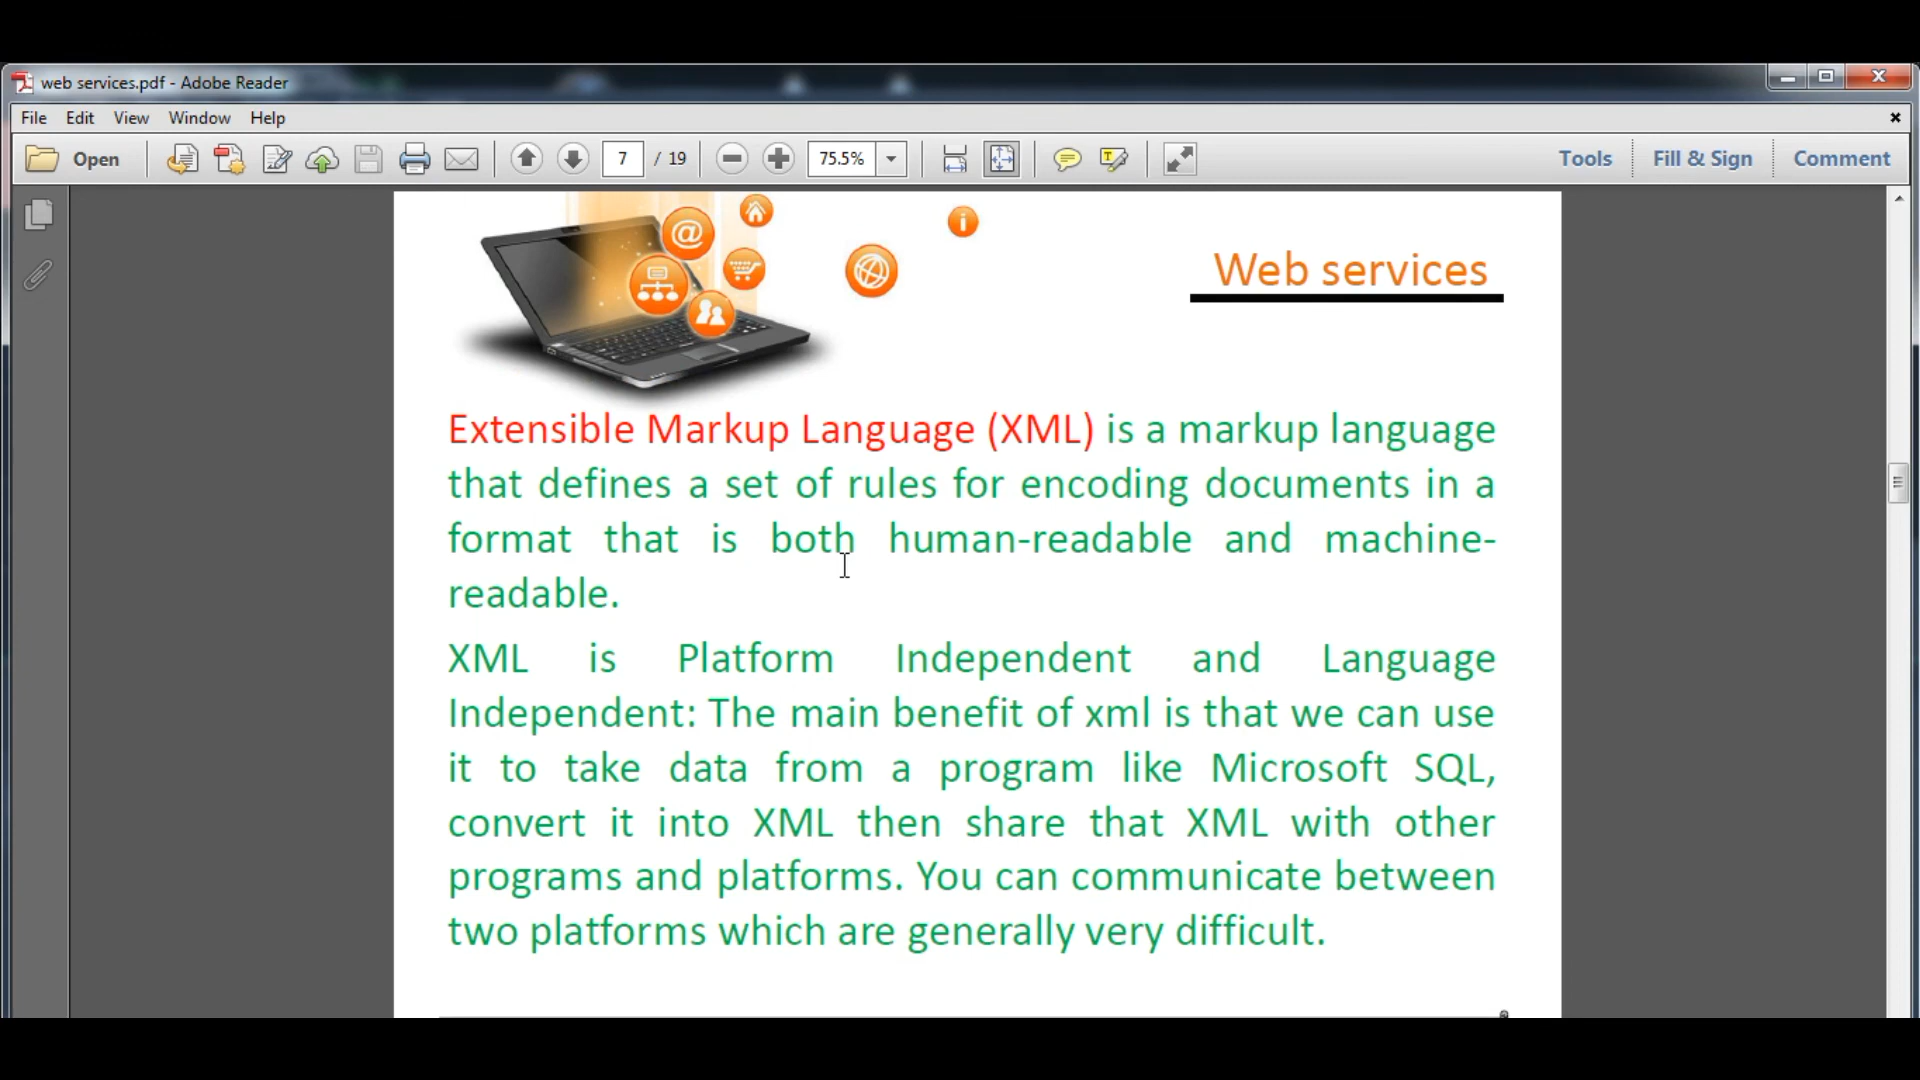 web services.pdf - Adobe Reader
File Edit View Window Help
Open 7 / 19 75.5% Tools Fill & Sign Comment
Web services
Extensible Markup Language (XML) is a markup language
that defines a set of rules for encoding documents in a
format that is both human-readable and machine-
readable.
XML is Platform Independent and Language
Independent: The main benefit of xml is that we can use
it to take data from a program like Microsoft SQL,
convert it into XML then share that XML with other
programs and platforms. You can communicate between
two platforms which are generally very difficult.